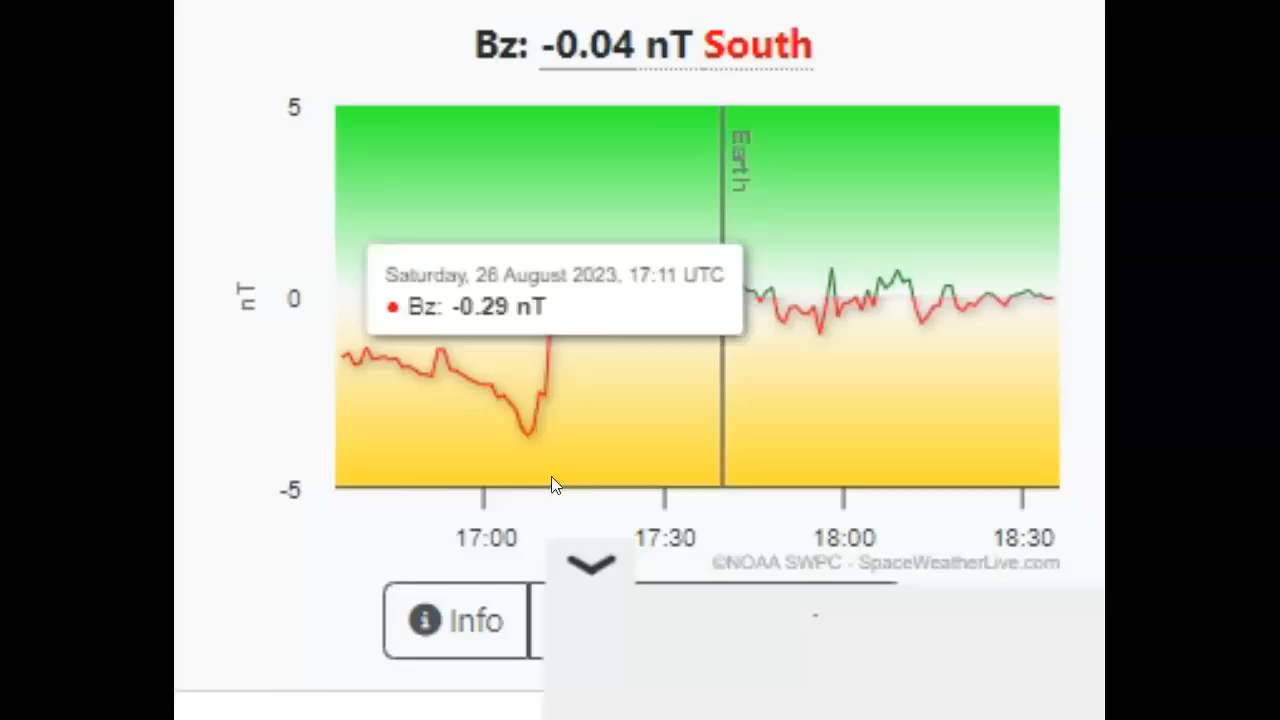 Bz: -0.04 nT South
5
Earth
Saturday, 26 August 2023, 17:11 UTC
nT
0
Bz: -0.29 nT
-5
17:00 17:30 18:00 18:30
©NOAA SWPC - SpaceWeatherLive.com
Info